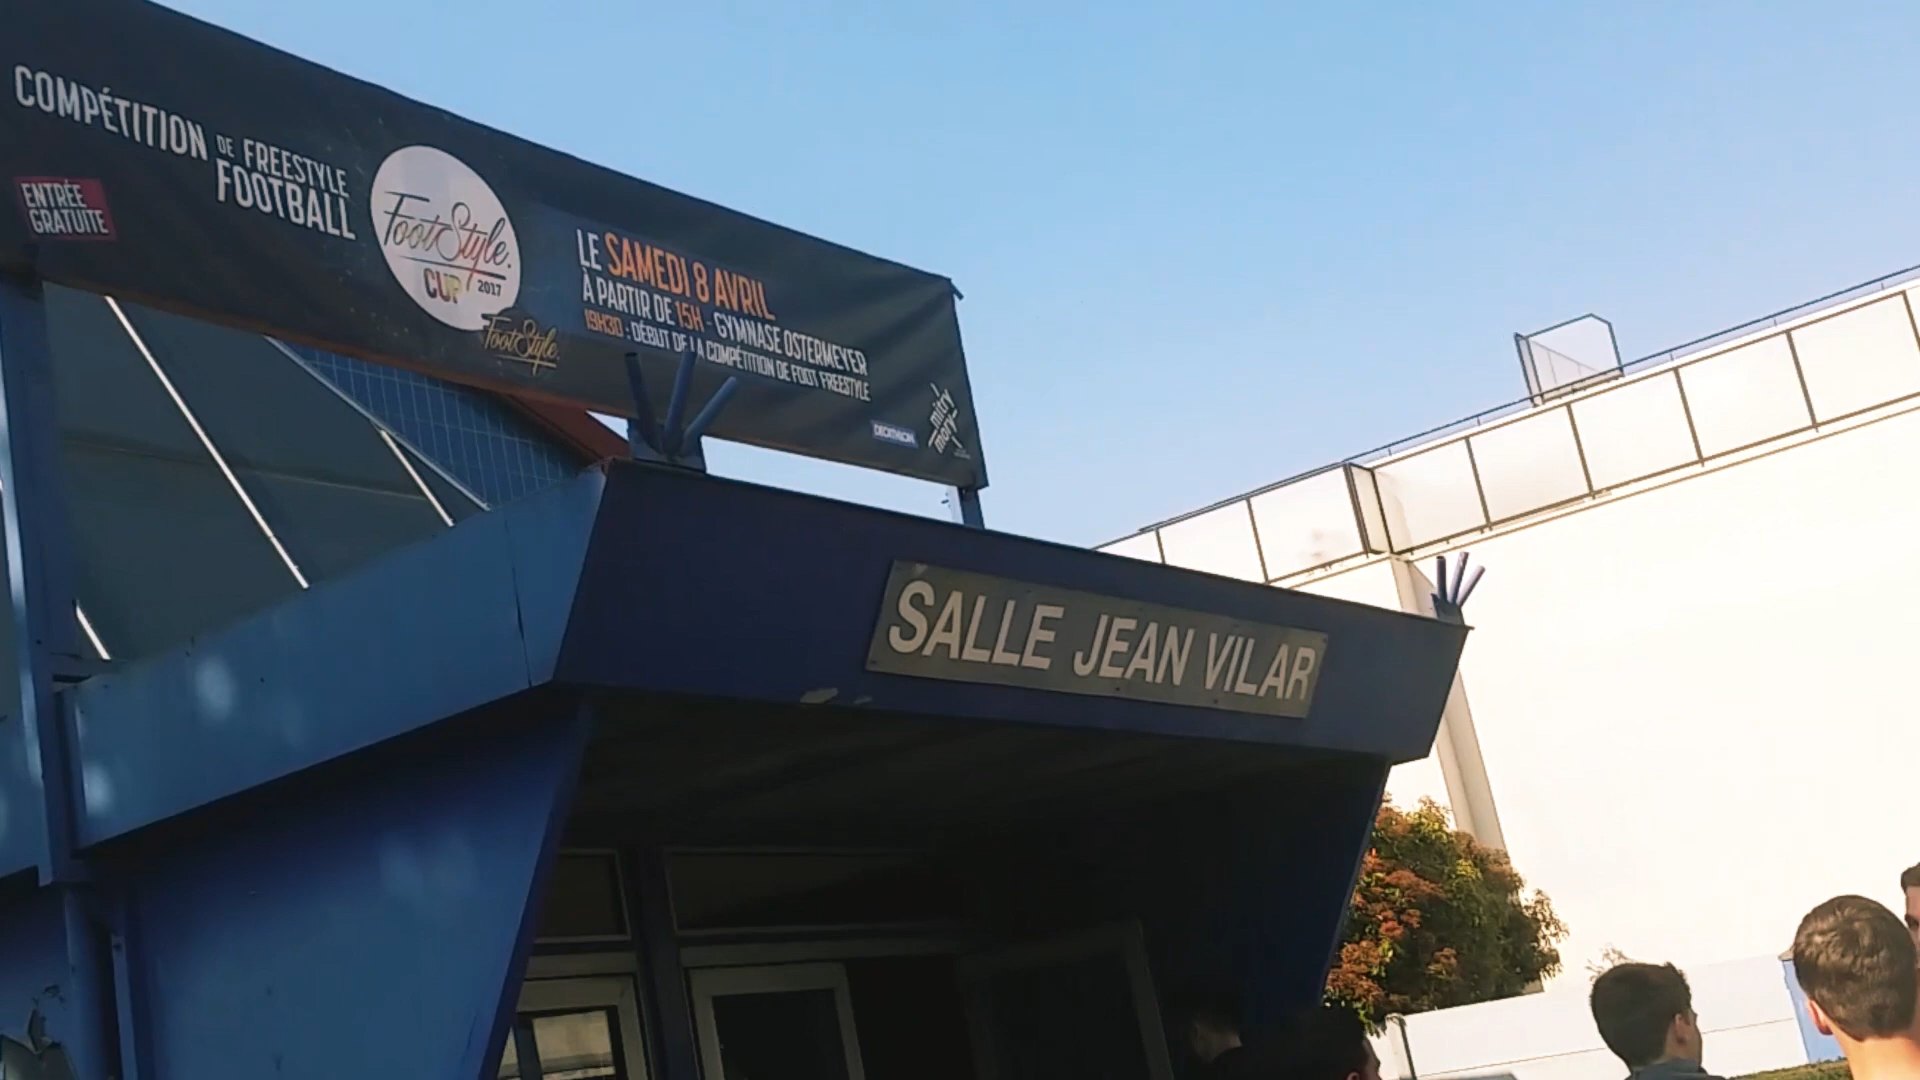 COMPÉTITION DE FREESTYLE
FOOTBALL
ENTRÉE
GRATUITE
FootStyle.
CUP 2017
FootStyle.
LE SAMEDI 8 AVRIL
À PARTIR DE 15H - GYMNASE OSTERMEYER
19H30 : DÉBUT DE LA COMPÉTITION DE FOOT FREESTYLE
DECATHLON
mitry
mory
SALLE JEAN VILAR